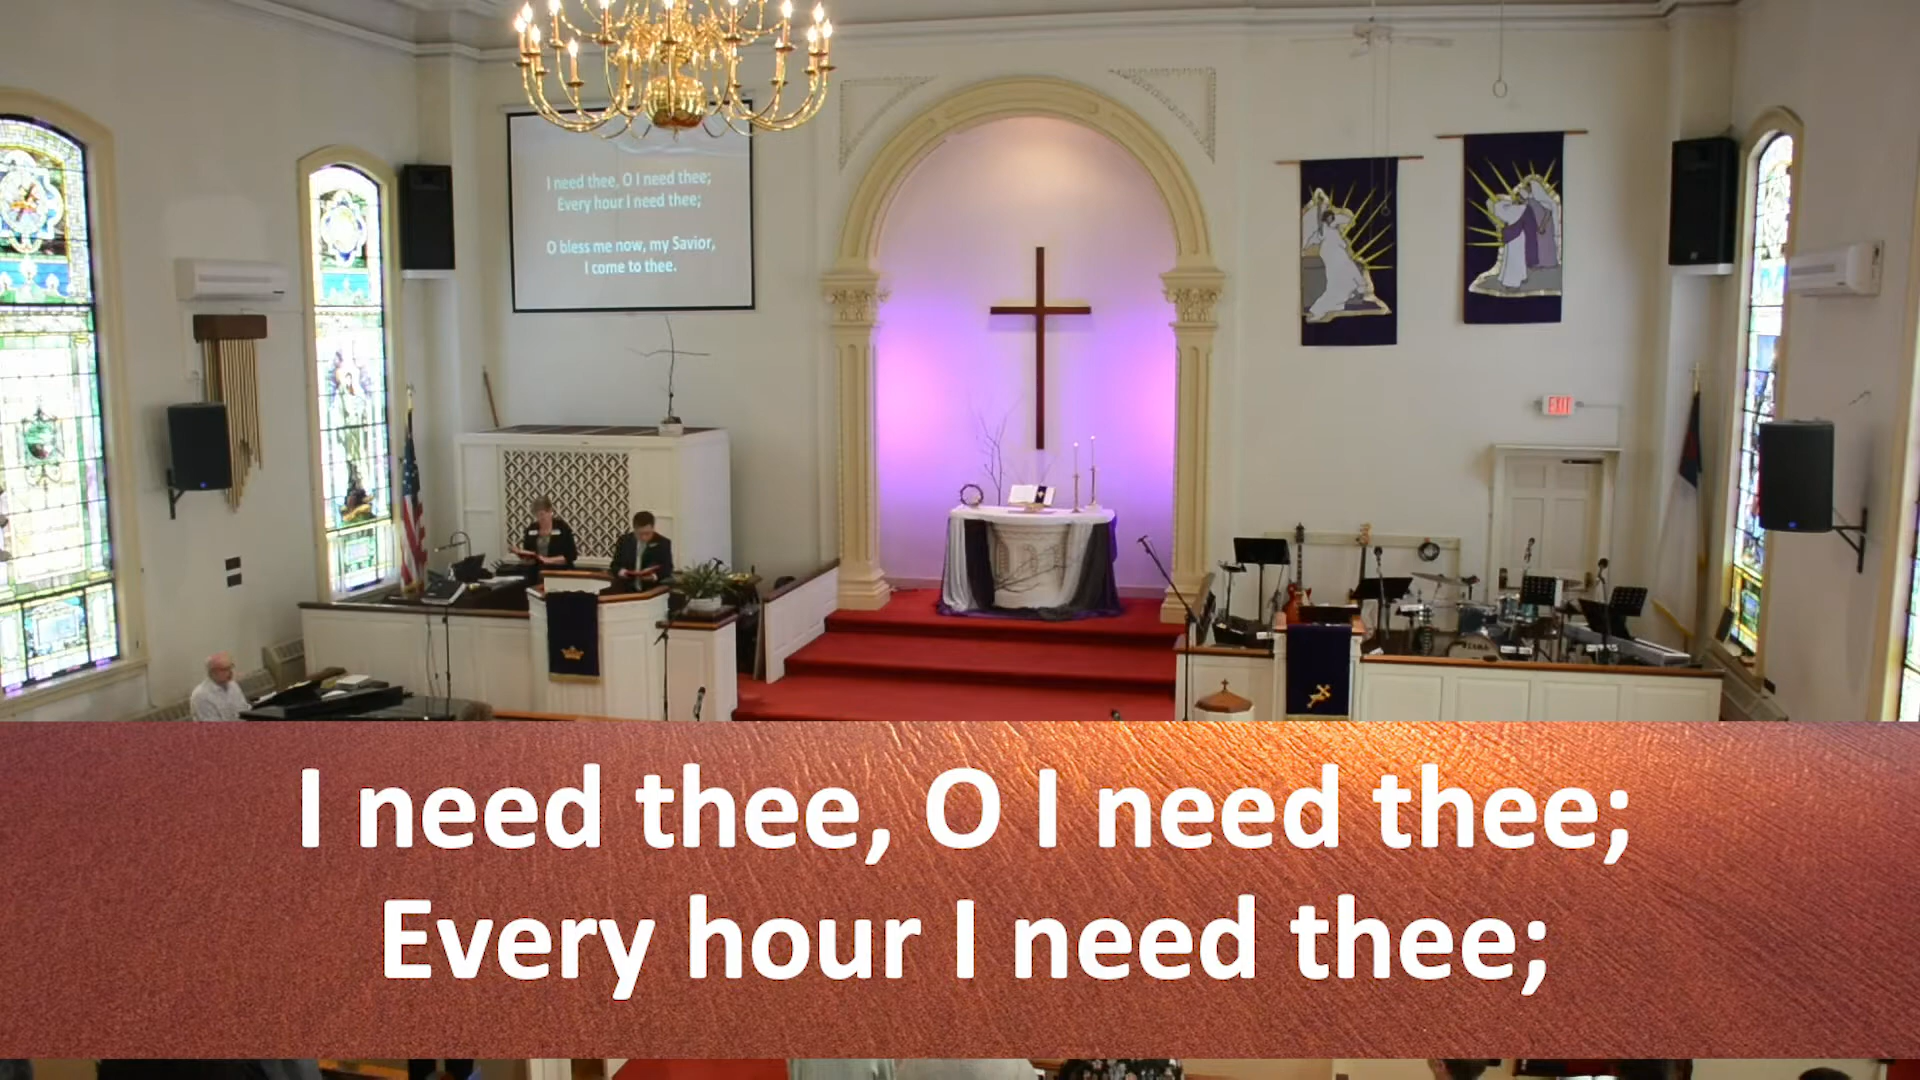 I need thee, O I need thee;
Every hour I need thee;
O bless me now, my Savior,
I come to thee.
EXIT
TAMA
I need thee, O I need thee;
Every hour I need thee;